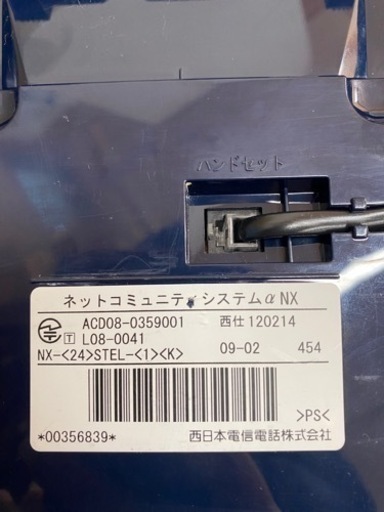 ハンドセット
ネットコミュニティシステムαNX
ACD08-0359001 西仕 120214
T L08-0041
NX-<24>STEL-<1><K> 09-02 454
>PS<
*00356839* 西日本電信電話株式会社